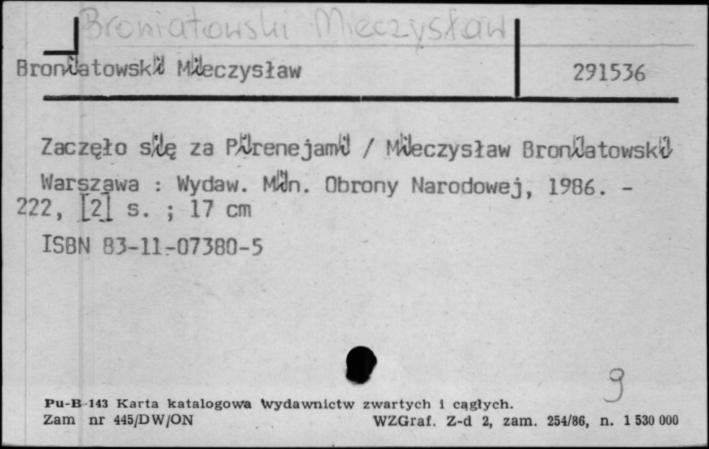 Broniatowski Mieczysław
Broniatowski Mieczysław 291536
Zaczęło się za Pirenejami / Mieczysław Broniatowski
Warszawa : Wydaw. Min. Obrony Narodowej, 1986. -
222, [2] s. ; 17 cm
ISBN 83-11-07380-5
9
Pu-B-143 Karta katalogowa wydawnictw zwartych i ciągłych.
Zam nr 445/DW/ON WZGraf. Z-d 2, zam. 254/86, n. 1 530 000